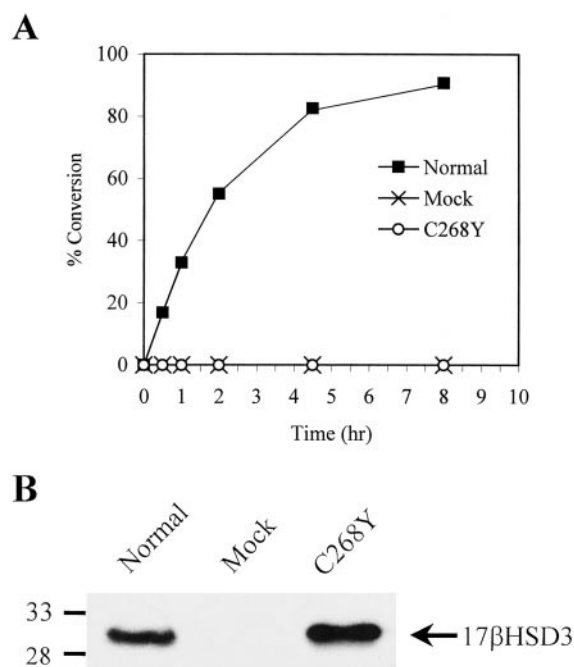 A
100
80
60
40
20
0
% Conversion
Normal
Mock
C268Y
0 1 2 3 4 5 6 7 8 9 10
Time (hr)
B
Normal Mock C268Y
33
28
17βHSD3